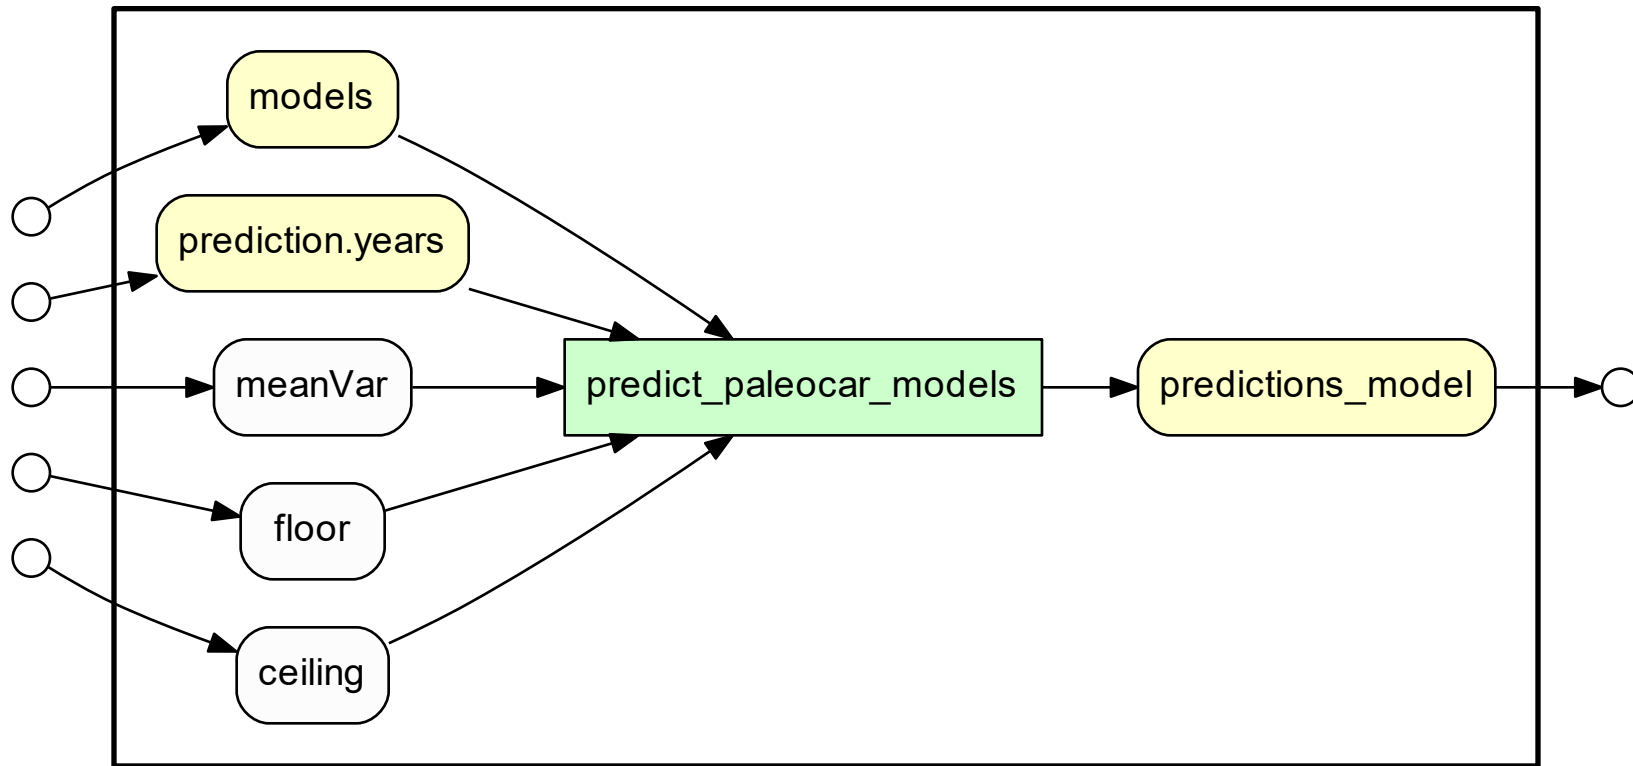 models
prediction.years
meanVar
predict_paleocar_models
predictions_model
floor
ceiling